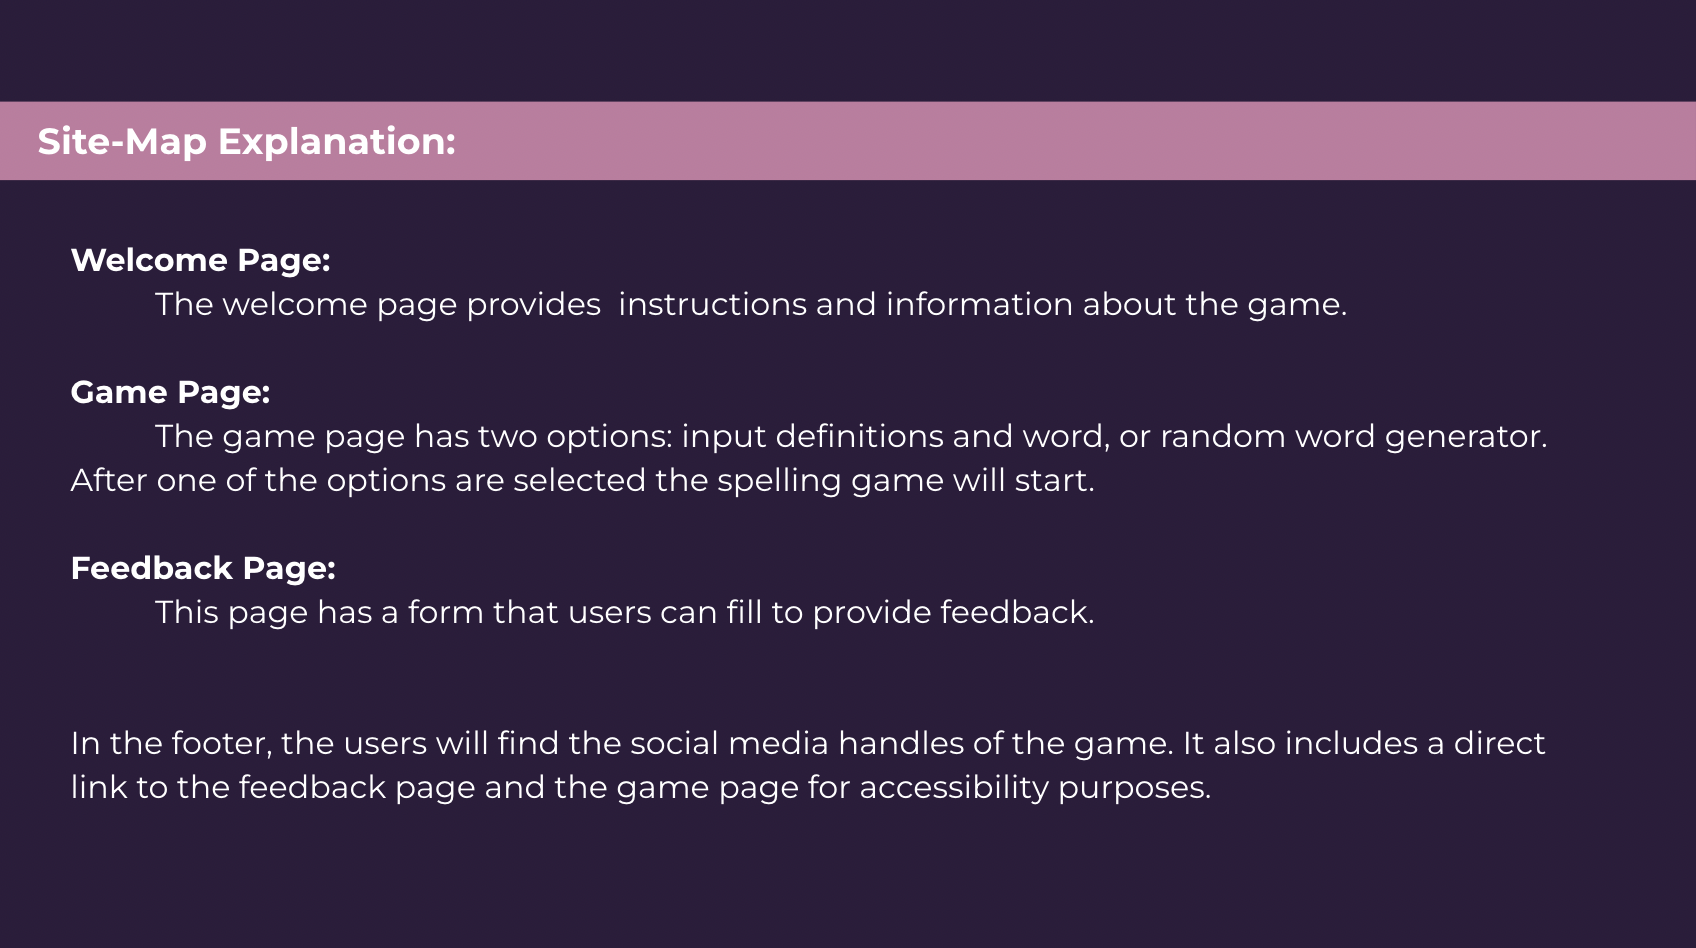 Site-Map Explanation:
Welcome Page:
The welcome page provides  instructions and information about the game.
Game Page:
The game page has two options: input definitions and word, or random word generator.
After one of the options are selected the spelling game will start.
Feedback Page:
This page has a form that users can fill to provide feedback.
In the footer, the users will find the social media handles of the game. It also includes a direct
link to the feedback page and the game page for accessibility purposes.